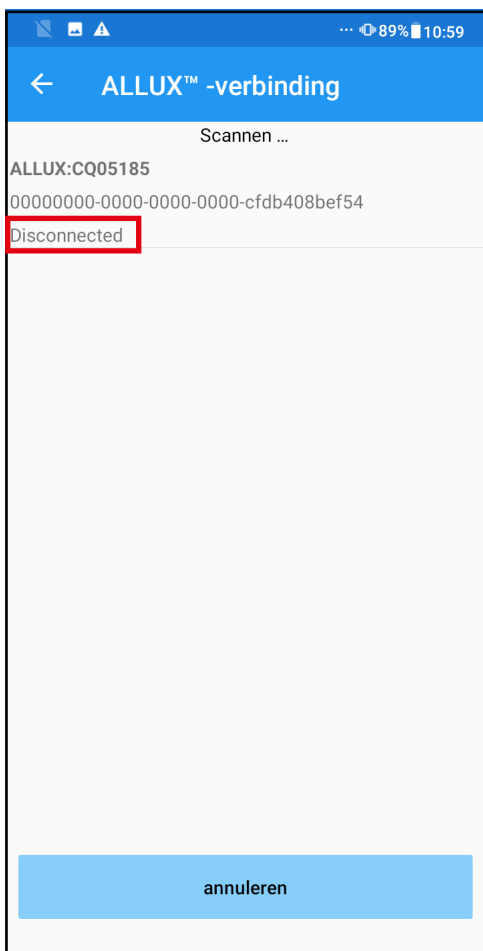 89% 10:59
ALLUX™ -verbinding
Scannen ...
ALLUX:CQ05185
00000000-0000-0000-0000-cfdb408bef54
Disconnected
annuleren